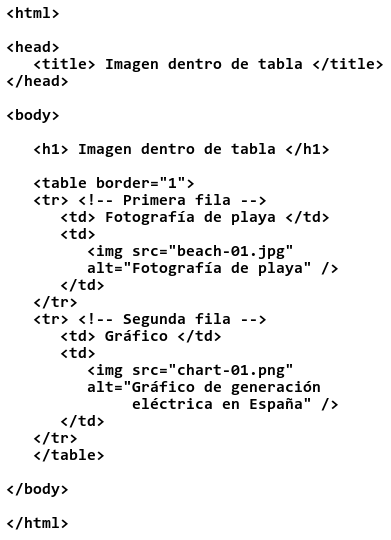 <html>
<head>
<title> Imagen dentro de tabla </title>
</head>
<body>
<h1> Imagen dentro de tabla </h1>
<table border="1">
<tr> <!-- Primera fila -->
<td> Fotografía de playa </td>
<td>
<img src="beach-01.jpg"
alt="Fotografía de playa" />
</td>
</tr>
<tr> <!-- Segunda fila -->
<td> Gráfico </td>
<td>
<img src="chart-01.png"
alt="Gráfico de generación
eléctrica en España" />
</td>
</tr>
</table>
</body>
</html>